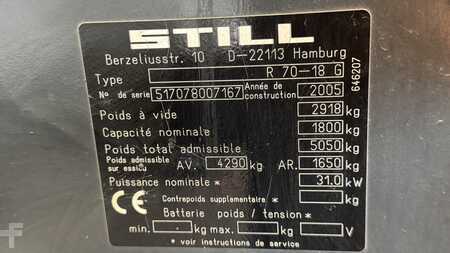 STILL
Berzeliusstr. 10 D-22113 Hamburg
Type R 70-18 G
N° de serie 517078007167 Année de construction 2005
Poids à vide 2918 kg
Capacité nominale 1800 kg
Poids total admissible 5050 kg
Poids admissible sur essieu AV. 4290 kg AR. 1650 kg
Puissance nominale * 31.0 kW
CE Contrepoids supplementaire * kg
Batterie poids / tension *
min. kg max. kg V
* voir instructions de service
646207